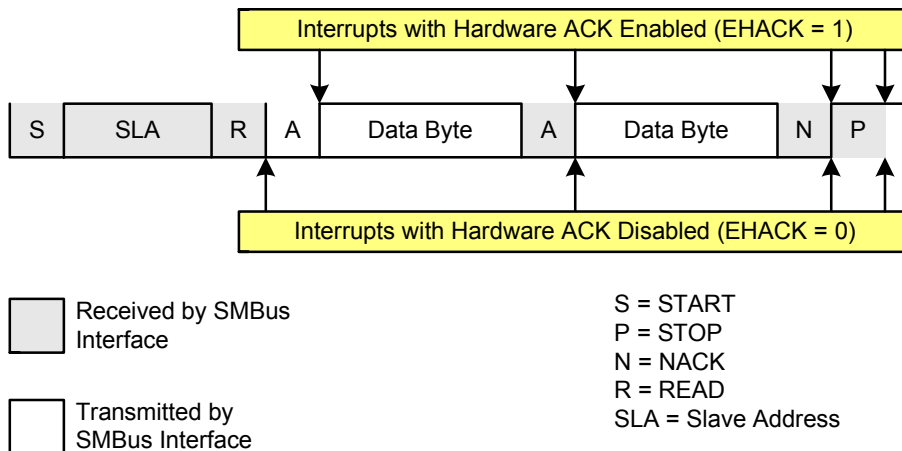 Interrupts with Hardware ACK Enabled (EHACK = 1)
S SLA R A Data Byte A Data Byte N P
Interrupts with Hardware ACK Disabled (EHACK = 0)
Received by SMBus
Interface
Transmitted by
SMBus Interface
S = START
P = STOP
N = NACK
R = READ
SLA = Slave Address